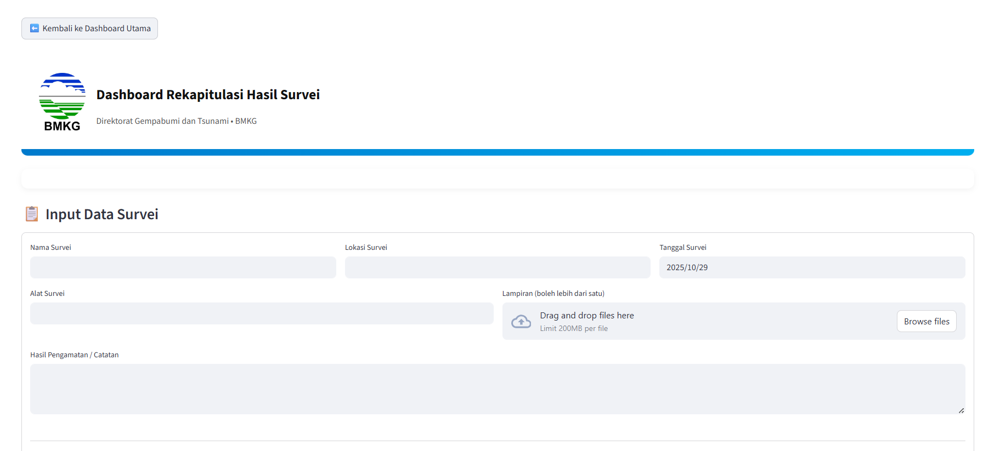 Kembali ke Dashboard Utama
BMKG
Dashboard Rekapitulasi Hasil Survei
Direktorat Gempabumi dan Tsunami • BMKG
Input Data Survei
Nama Survei
Lokasi Survei
Tanggal Survei
2025/10/29
Alat Survei
Lampiran (boleh lebih dari satu)
Drag and drop files here
Limit 200MB per file
Browse files
Hasil Pengamatan / Catatan